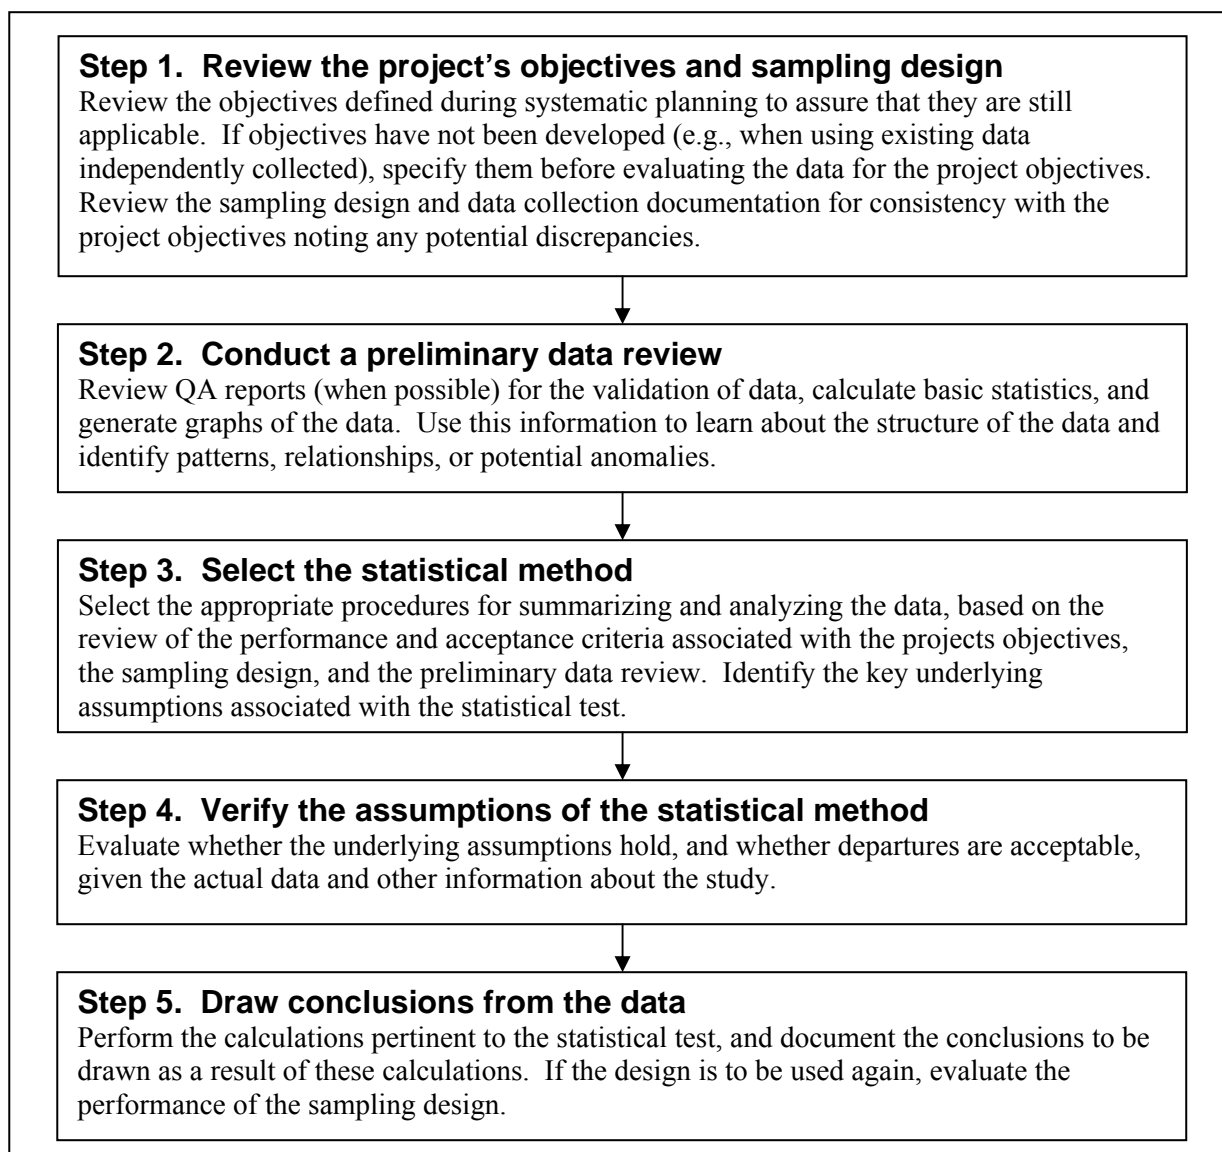 Step 1.  Review the project's objectives and sampling design
Review the objectives defined during systematic planning to assure that they are still
applicable.  If objectives have not been developed (e.g., when using existing data
independently collected), specify them before evaluating the data for the project objectives.
Review the sampling design and data collection documentation for consistency with the
project objectives noting any potential discrepancies.
Step 2.  Conduct a preliminary data review
Review QA reports (when possible) for the validation of data, calculate basic statistics, and
generate graphs of the data.  Use this information to learn about the structure of the data and
identify patterns, relationships, or potential anomalies.
Step 3.  Select the statistical method
Select the appropriate procedures for summarizing and analyzing the data, based on the
review of the performance and acceptance criteria associated with the projects objectives,
the sampling design, and the preliminary data review.  Identify the key underlying
assumptions associated with the statistical test.
Step 4.  Verify the assumptions of the statistical method
Evaluate whether the underlying assumptions hold, and whether departures are acceptable,
given the actual data and other information about the study.
Step 5.  Draw conclusions from the data
Perform the calculations pertinent to the statistical test, and document the conclusions to be
drawn as a result of these calculations.  If the design is to be used again, evaluate the
performance of the sampling design.